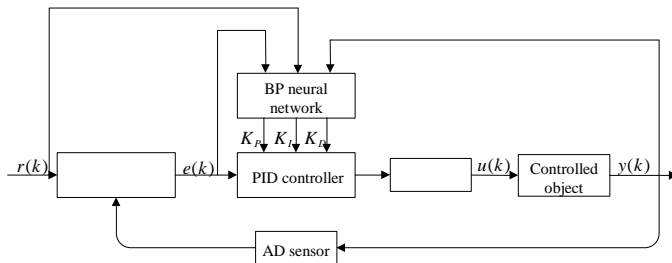 BP neural
network
K_P K_I K_D
r(k)
e(k)
PID controller
u(k)
Controlled
object
y(k)
AD sensor